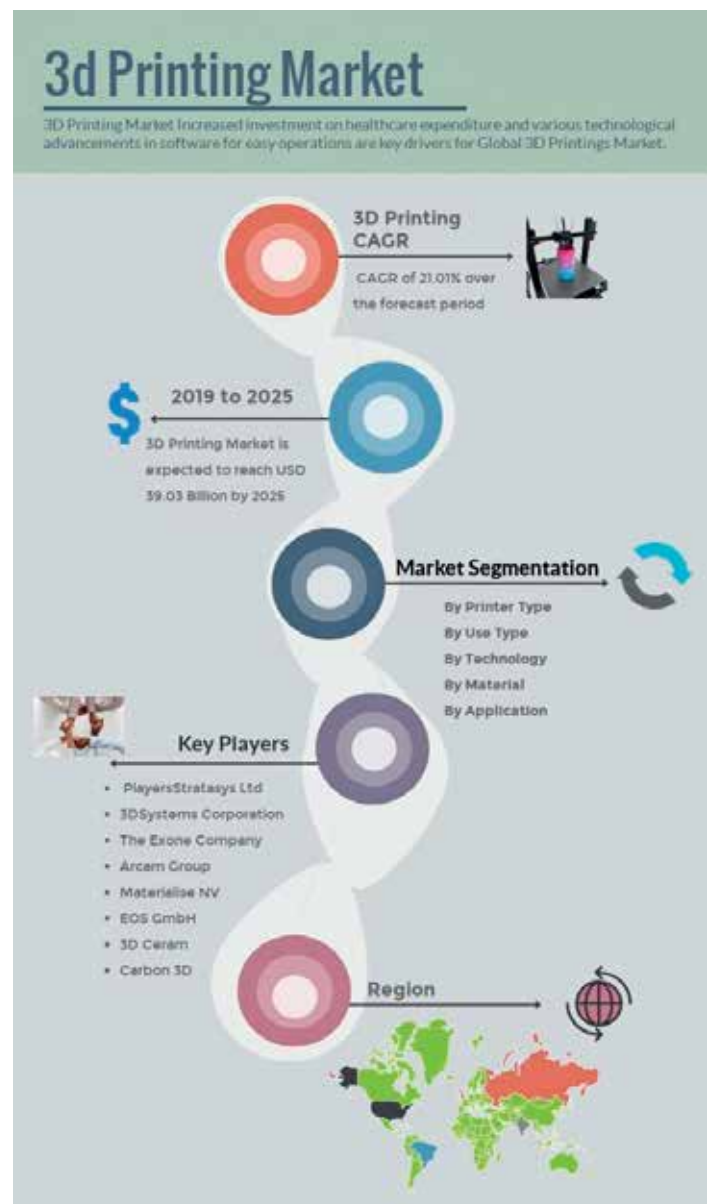 3d Printing Market
3D Printing Market Increased investment on healthcare expenditure and various technological
advancements in software for easy operations are key drivers for Global 3D Printings Market.
3D Printing
CAGR
CAGR of 21.01% over
the forecast period
2019 to 2025
3D Printing Market is
expected to reach USD
39.03 Billion by 2025
Market Segmentation
By Printer Type
By Use Type
By Technology
By Material
By Application
Key Players
• PlayersStratasys Ltd
• 3DSystems Corporation
• The Exone Company
• Arcam Group
• Materialise NV
• EOS GmbH
• 3D Ceram
• Carbon 3D
Region